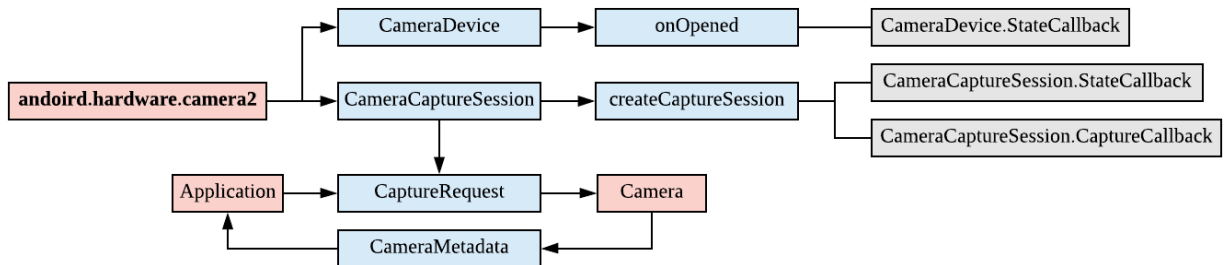 CameraDevice
onOpened
CameraDevice.StateCallback
andoird.hardware.camera2
CameraCaptureSession
createCaptureSession
CameraCaptureSession.StateCallback
CameraCaptureSession.CaptureCallback
Application
CaptureRequest
Camera
CameraMetadata